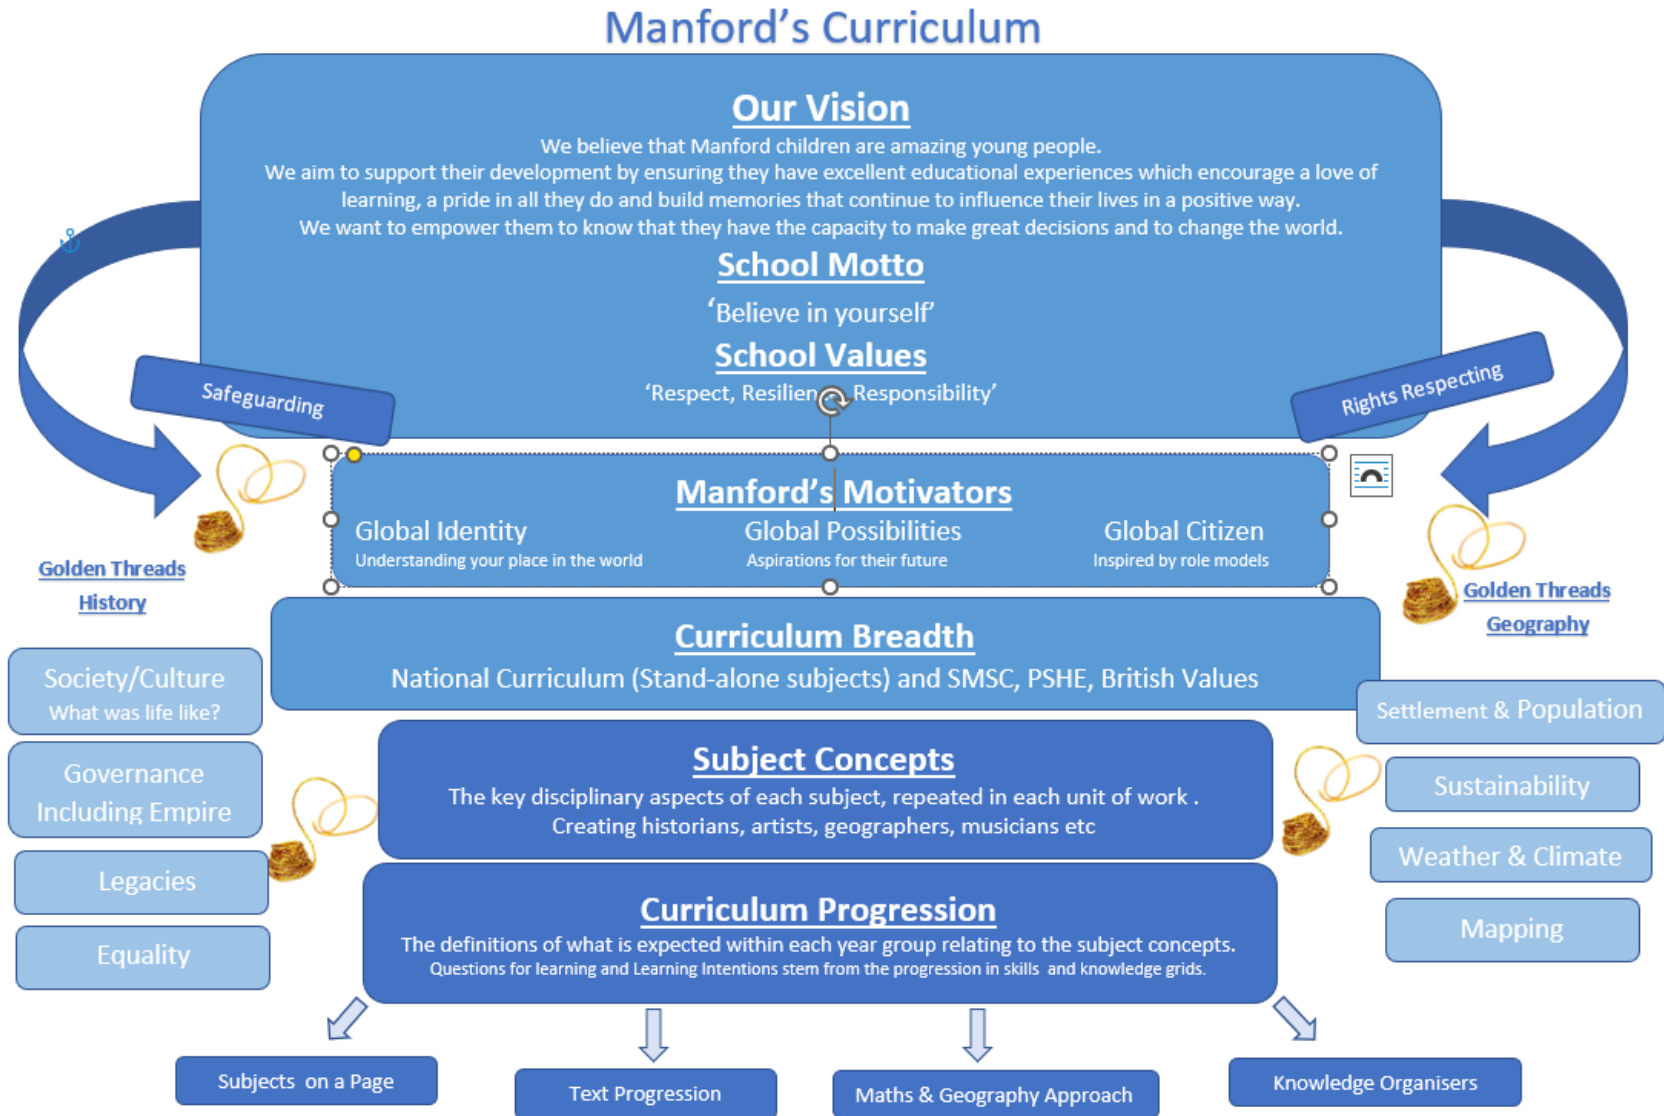 Manford's Curriculum
Our Vision
We believe that Manford children are amazing young people.
We aim to support their development by ensuring they have excellent educational experiences which encourage a love of
learning, a pride in all they do and build memories that continue to influence their lives in a positive way.
We want to empower them to know that they have the capacity to make great decisions and to change the world.
School Motto
'Believe in yourself'
School Values
'Respect, Resilien Responsibility'
Safeguarding
Rights Respecting
Manford's Motivators
Global Identity
Understanding your place in the world
Global Possibilities
Aspirations for their future
Global Citizen
Inspired by role models
Golden Threads
History
Golden Threads
Geography
Curriculum Breadth
National Curriculum (Stand-alone subjects) and SMSC, PSHE, British Values
Society/Culture
What was life like?
Governance
Including Empire
Legacies
Equality
Settlement & Population
Sustainability
Weather & Climate
Mapping
Subject Concepts
The key disciplinary aspects of each subject, repeated in each unit of work .
Creating historians, artists, geographers, musicians etc
Curriculum Progression
The definitions of what is expected within each year group relating to the subject concepts.
Questions for learning and Learning Intentions stem from the progression in skills and knowledge grids.
Subjects on a Page
Text Progression
Maths & Geography Approach
Knowledge Organisers